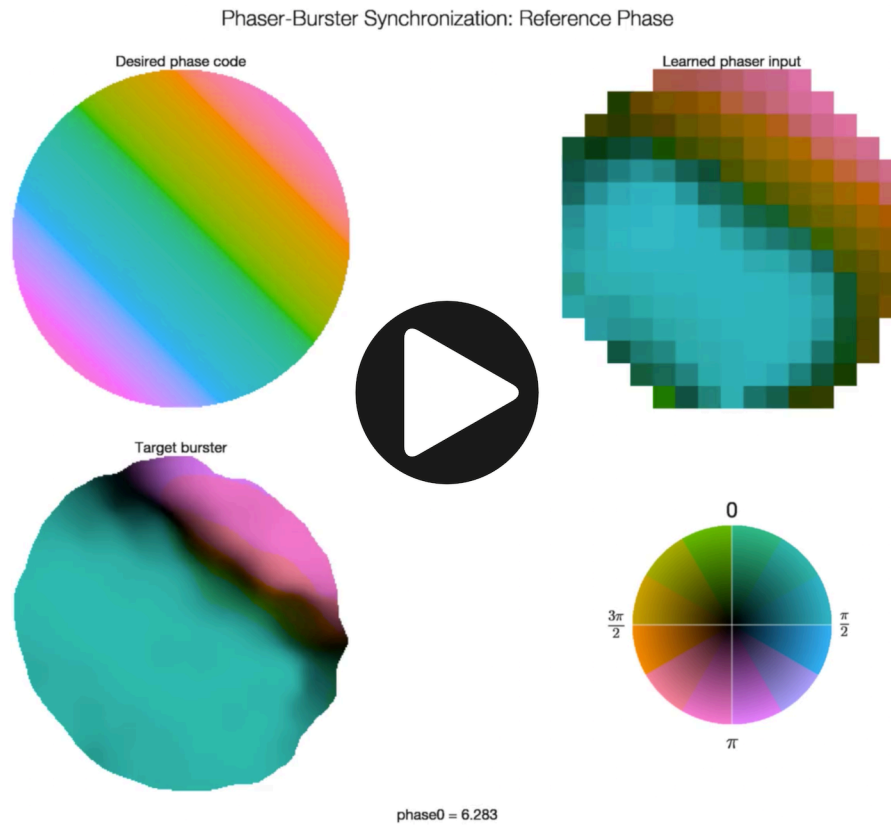 Phaser-Burster Synchronization: Reference Phase
Desired phase code
Learned phaser input
Target burster
0
3π/2
π/2
π
phase0 = 6.283